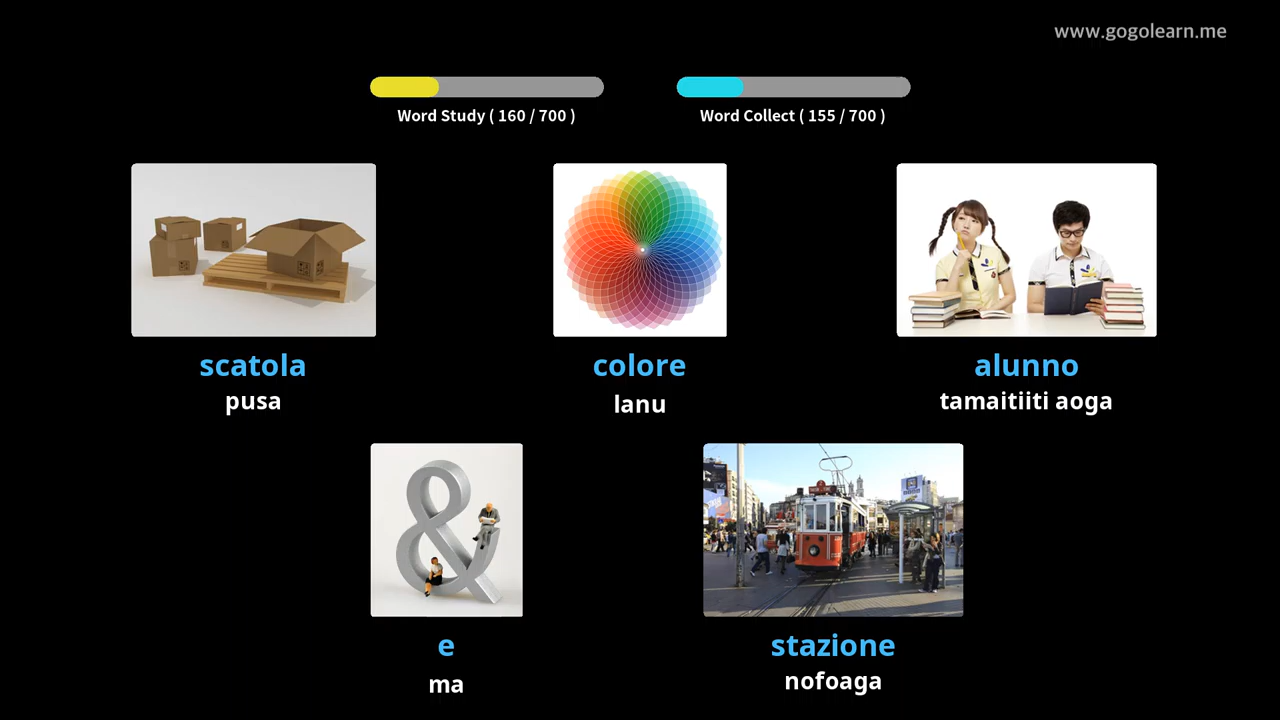 www.gogolearn.me
Word Study ( 160 / 700 )
Word Collect ( 155 / 700 )
scatola
pusa
colore
lanu
alunno
tamaitiiti aoga
e
ma
stazione
nofoaga